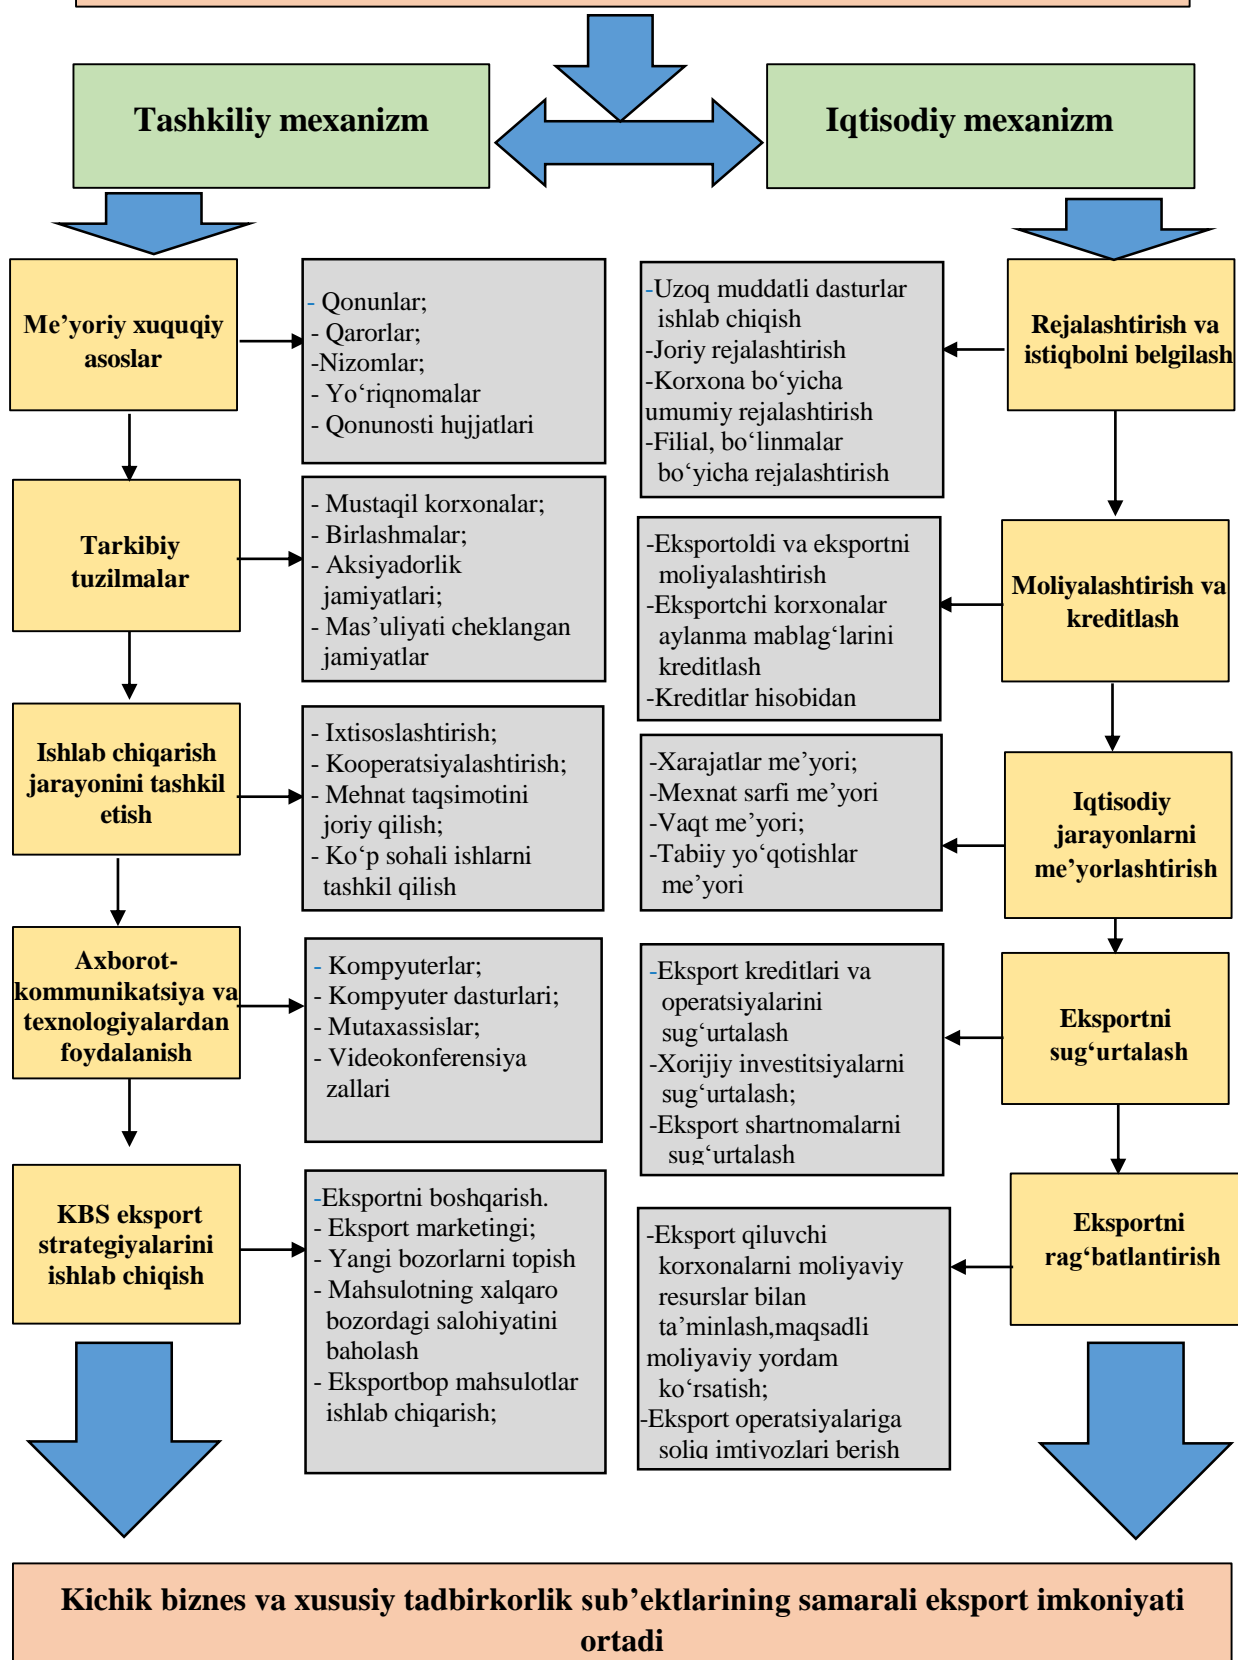 Tashkiliy mexanizm
Iqtisodiy mexanizm
Me’yoriy xuquqiy
asoslar
- Qonunlar;
- Qarorlar;
-Nizomlar;
- Yo‘riqnomalar
- Qonunosti hujjatlari
-Uzoq muddatli dasturlar
ishlab chiqish
-Joriy rejalashtirish
-Korxona bo‘yicha
umumiy rejalashtirish
-Filial, bo‘linmalar
bo‘yicha rejalashtirish
Rejalashtirish va
istiqbolni belgilash
Tarkibiy
tuzilmalar
- Mustaqil korxonalar;
- Birlashmalar;
- Aksiyadorlik
jamiyatlari;
- Mas’uliyati cheklangan
jamiyatlar
-Eksportoldi va eksportni
moliyalashtirish
-Eksportchi korxonalar
aylanma mablag‘larini
kreditlash
-Kreditlar hisobidan
Moliyalashtirish va
kreditlash
Ishlab chiqarish
jarayonini tashkil
etish
- Ixtisoslashtirish;
- Kooperatsiyalashtirish;
- Mehnat taqsimotini
joriy qilish;
- Ko‘p sohali ishlarni
tashkil qilish
-Xarajatlar me’yori;
-Mexnat sarfi me’yori
-Vaqt me’yori;
-Tabiiy yo‘qotishlar
me’yori
Iqtisodiy
jarayonlarni
me’yorlashtirish
Axborot-
kommunikatsiya va
texnologiyalardan
foydalanish
- Kompyuterlar;
- Kompyuter dasturlari;
- Mutaxassislar;
- Videokonferensiya
zallari
-Eksport kreditlari va
operatsiyalarini
sug‘urtalash
-Xorijiy investitsiyalarni
sug‘urtalash;
-Eksport shartnomalarni
sug‘urtalash
Eksportni
sug‘urtalash
KBS eksport
strategiyalarini
ishlab chiqish
-Eksportni boshqarish.
- Eksport marketingi;
- Yangi bozorlarni topish
- Mahsulotning xalqaro
bozordagi salohiyatini
baholash
- Eksportbop mahsulotlar
ishlab chiqarish;
-Eksport qiluvchi
korxonalarni moliyaviy
resurslar bilan
ta’minlash,maqsadli
moliyaviy yordam
ko‘rsatish;
-Eksport operatsiyalariga
soliq imtiyozlari berish
Eksportni
rag‘batlantirish
Kichik biznes va xususiy tadbirkorlik sub’ektlarining samarali eksport imkoniyati
ortadi